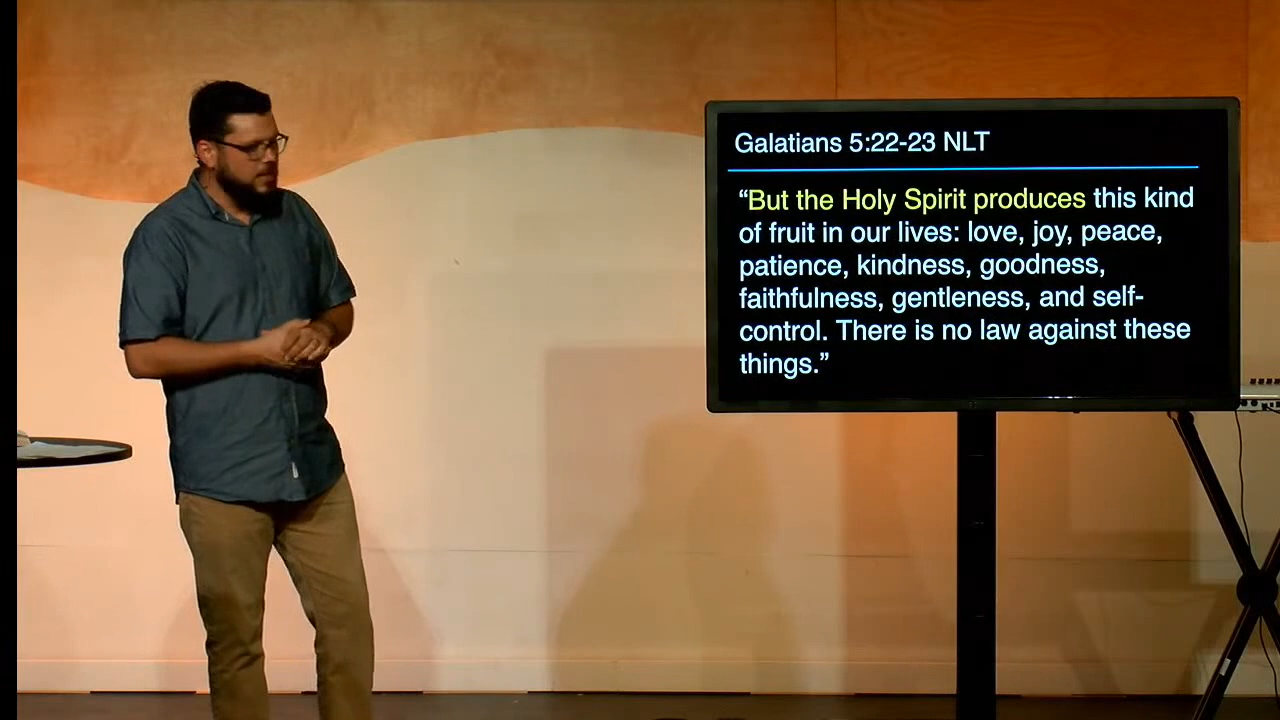 Galatians 5:22-23 NLT
“But the Holy Spirit produces this kind
of fruit in our lives: love, joy, peace,
patience, kindness, goodness,
faithfulness, gentleness, and self-
control. There is no law against these
things.”